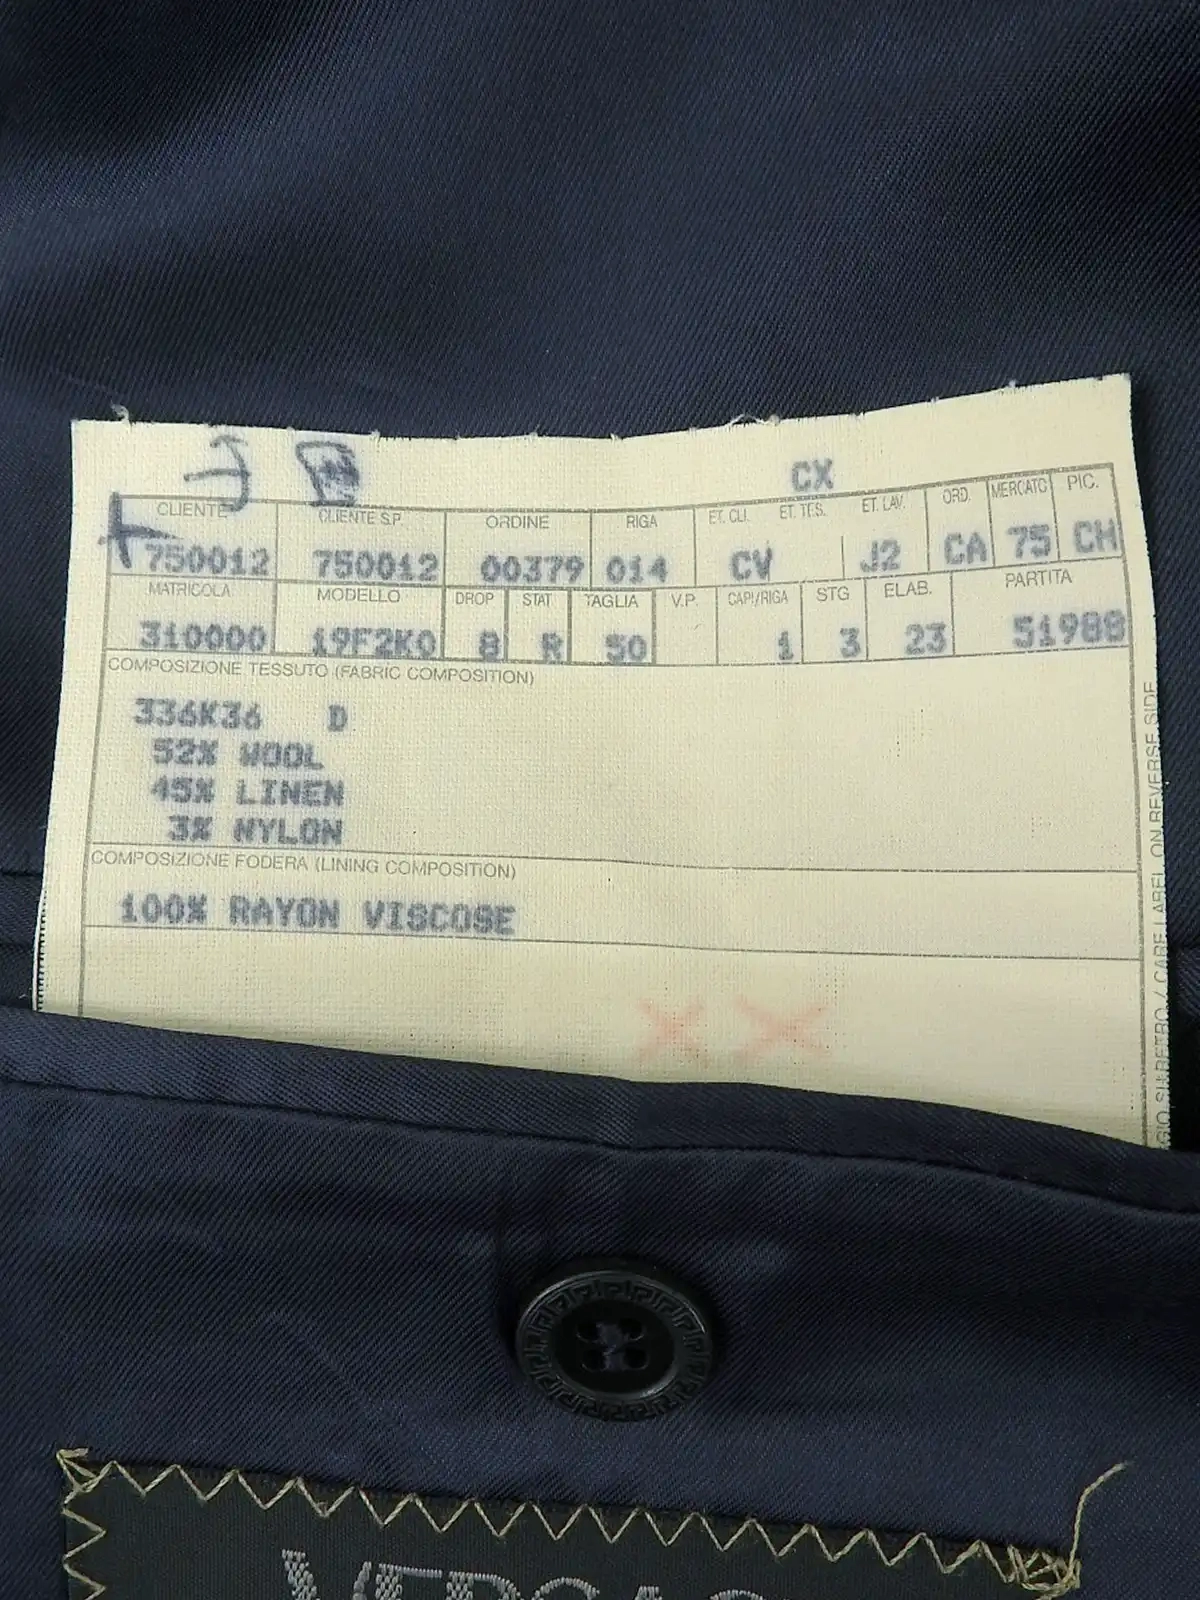 CX
CLIENTE CLIENTE S.P. ORDINE RIGA ET. CLI. ET. TES. ET. LAV. ORD. MERCATO PIC.
750012 750012 00379 014 CV J2 CA 75 CH
MATRICOLA MODELLO DROP STAT TAGLIA V.P. CAPI/RIGA STG ELAB. PARTITA
310000 19F2K0 8 R 50 1 3 23 51988
COMPOSIZIONE TESSUTO (FABRIC COMPOSITION)
336K36 D
52% WOOL
45% LINEN
3% NYLON
COMPOSIZIONE FODERA (LINING COMPOSITION)
100% RAYON VISCOSE
SUL RETRO / CARE LABEL ON REVERSE SIDE